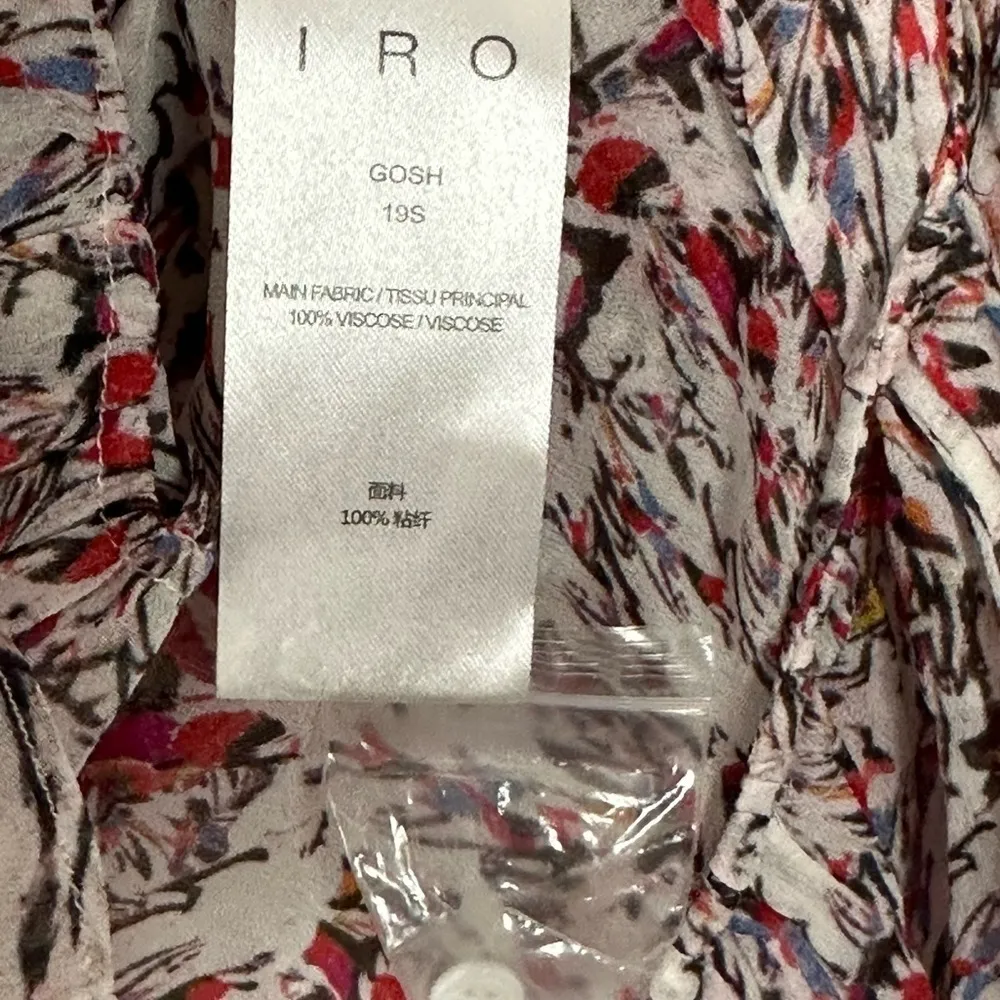 IRO
GOSH
19S
MAIN FABRIC / TISSU PRINCIPAL
100% VISCOSE / VISCOSE
面料
100% 粘纤